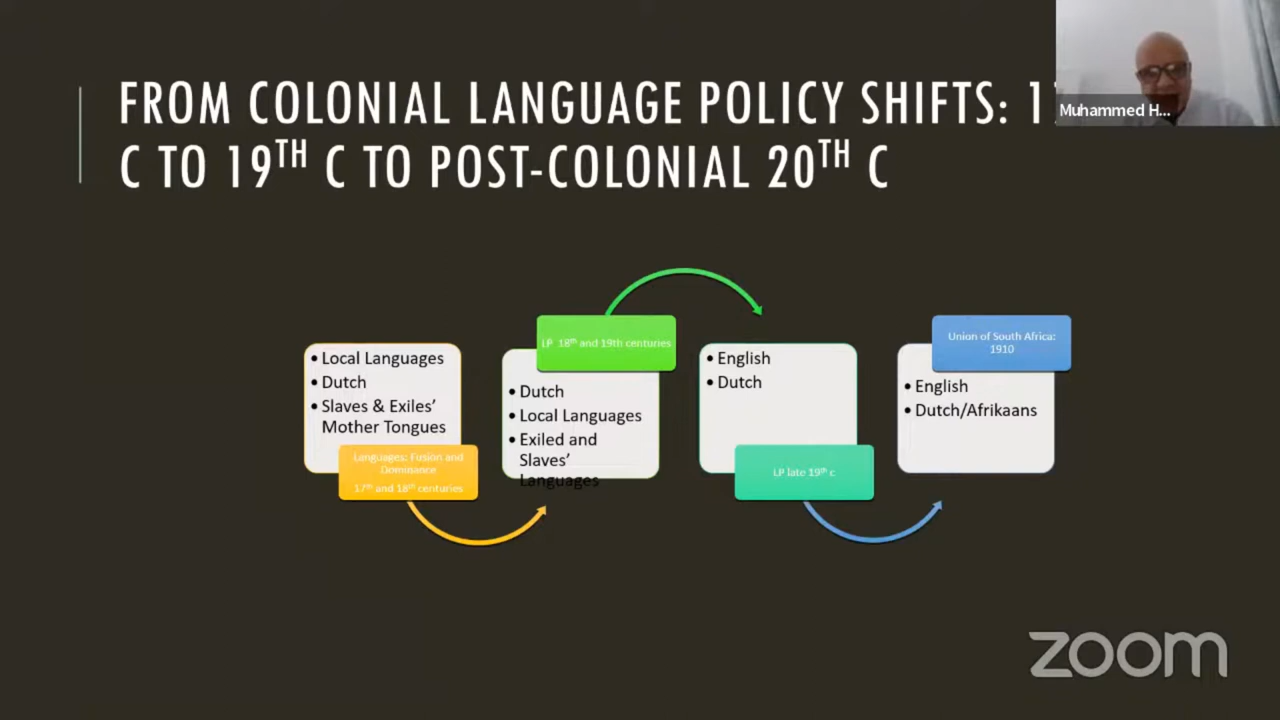 FROM COLONIAL LANGUAGE POLICY SHIFTS:
C TO 19TH C TO POST-COLONIAL 20TH C
Muhammed H...
• Local Languages
• Dutch
• Slaves & Exiles'
Mother Tongues
Languages: Fusion and
Dominance
17th and 18th centuries
LP 18th and 19th centuries
• Dutch
• Local Languages
• Exiled and
Slaves'
Languages
• English
• Dutch
LP late 19th c
Union of South Africa:
1910
• English
• Dutch/Afrikaans
zoom